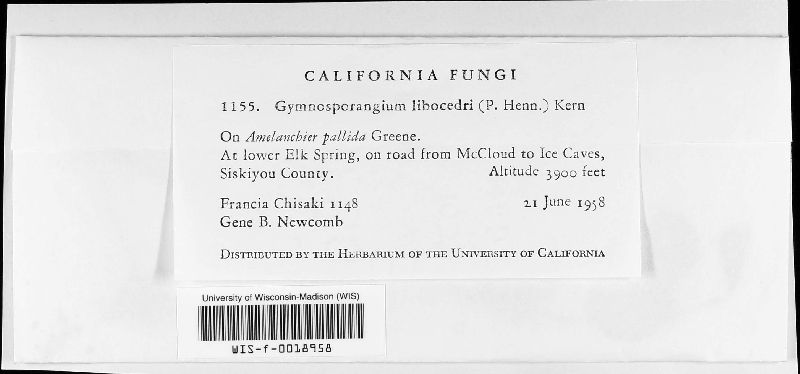 CALIFORNIA FUNGI
1155. Gymnosporangium libocedri (P. Henn.) Kern
On Amelanchier pallida Greene.
At lower Elk Spring, on road from McCloud to Ice Caves,
Siskiyou County. Altitude 3900 feet
Francia Chisaki 1148 21 June 1958
Gene B. Newcomb
DISTRIBUTED BY THE HERBARIUM OF THE UNIVERSITY OF CALIFORNIA
University of Wisconsin-Madison (WIS)
WIS-f-0018958